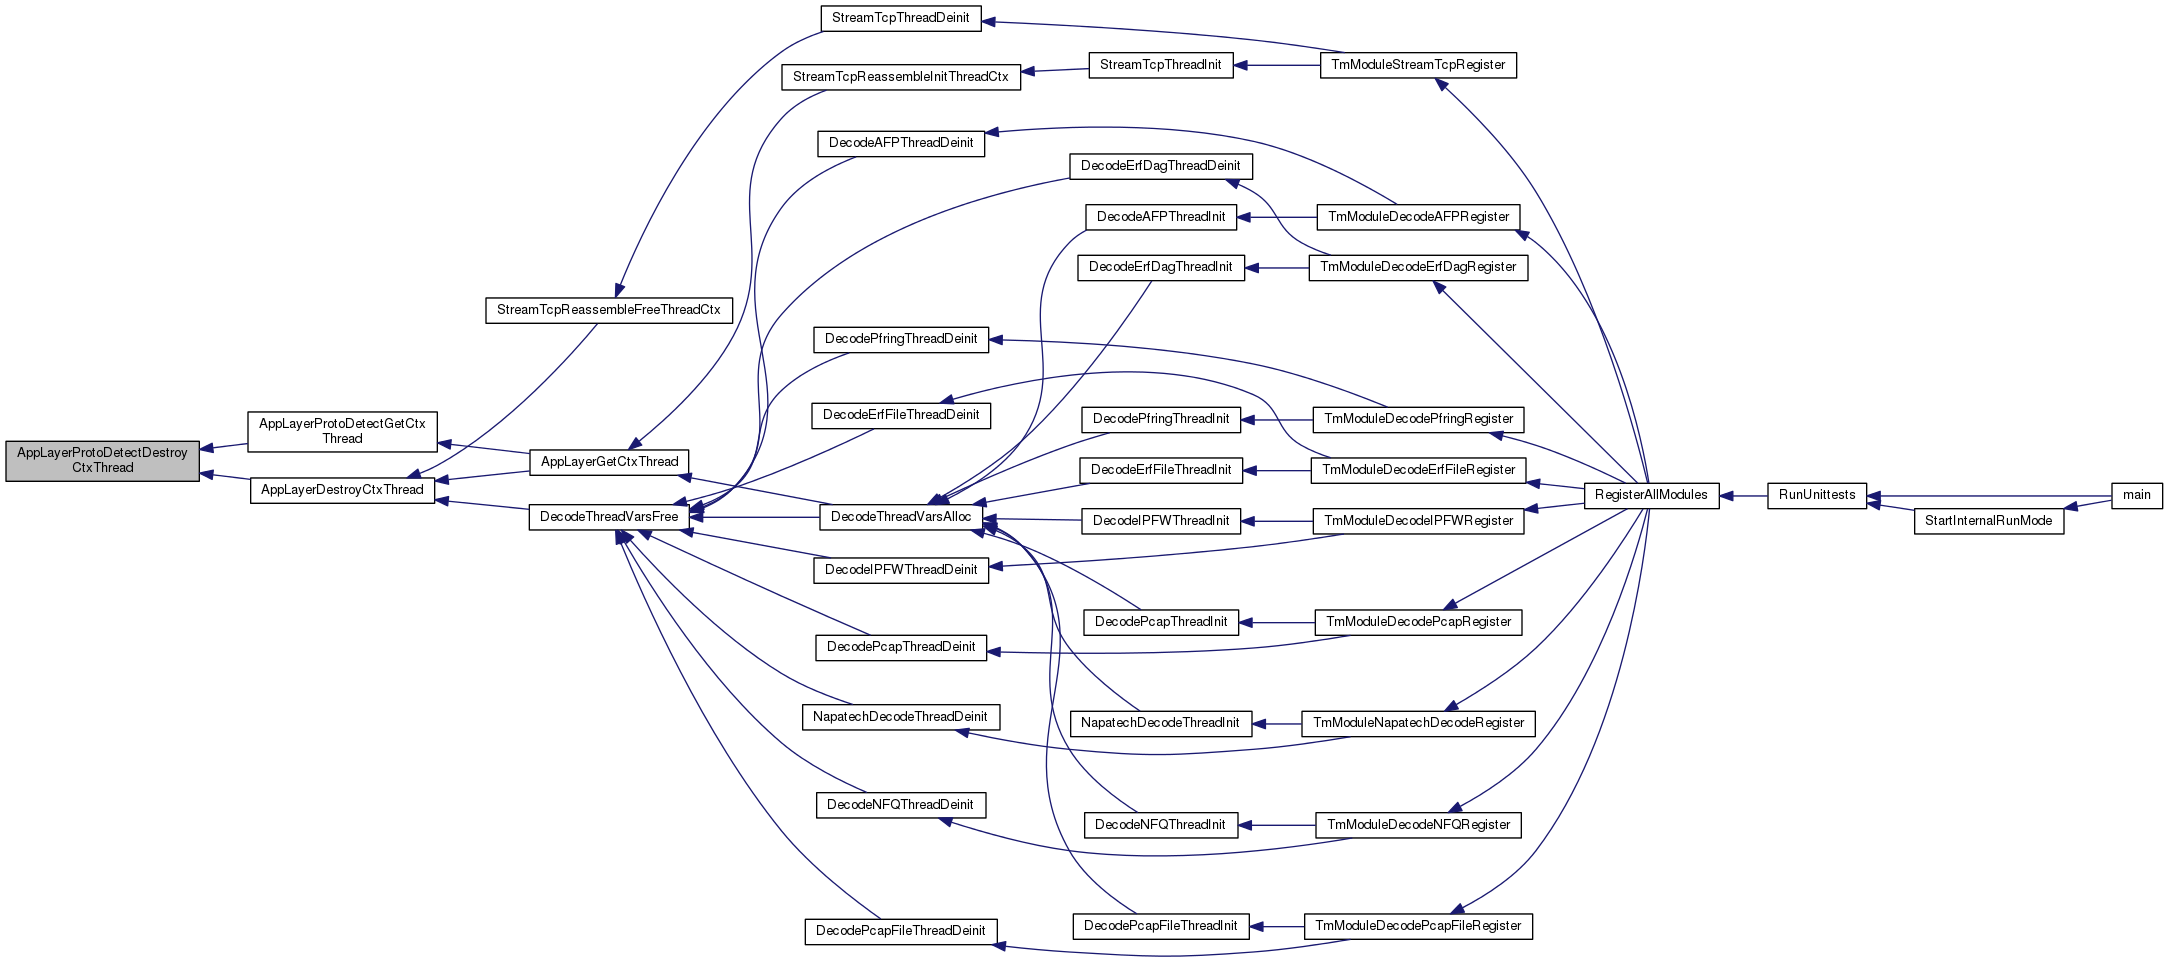 StreamTcpThreadDeinit
StreamTcpReassembleInitThreadCtx
StreamTcpThreadInit
TmModuleStreamTcpRegister
DecodeAFPThreadDeinit
DecodeErfDagThreadDeinit
DecodeAFPThreadInit
TmModuleDecodeAFPRegister
DecodeErfDagThreadInit
TmModuleDecodeErfDagRegister
StreamTcpReassembleFreeThreadCtx
DecodePfringThreadDeinit
DecodeErfFileThreadDeinit
DecodePfringThreadInit
TmModuleDecodePfringRegister
AppLayerProtoDetectGetCtx
Thread
AppLayerProtoDetectDestroy
CtxThread
AppLayerGetCtxThread
DecodeErfFileThreadInit
TmModuleDecodeErfFileRegister
AppLayerDestroyCtxThread
RegisterAllModules
RunUnittests
main
DecodeThreadVarsFree
DecodeThreadVarsAlloc
DecodeIPFWThreadInit
TmModuleDecodeIPFWRegister
StartInternalRunMode
DecodeIPFWThreadDeinit
DecodePcapThreadInit
TmModuleDecodePcapRegister
DecodePcapThreadDeinit
NapatechDecodeThreadDeinit
NapatechDecodeThreadInit
TmModuleNapatechDecodeRegister
DecodeNFQThreadDeinit
DecodeNFQThreadInit
TmModuleDecodeNFQRegister
DecodePcapFileThreadDeinit
DecodePcapFileThreadInit
TmModuleDecodePcapFileRegister